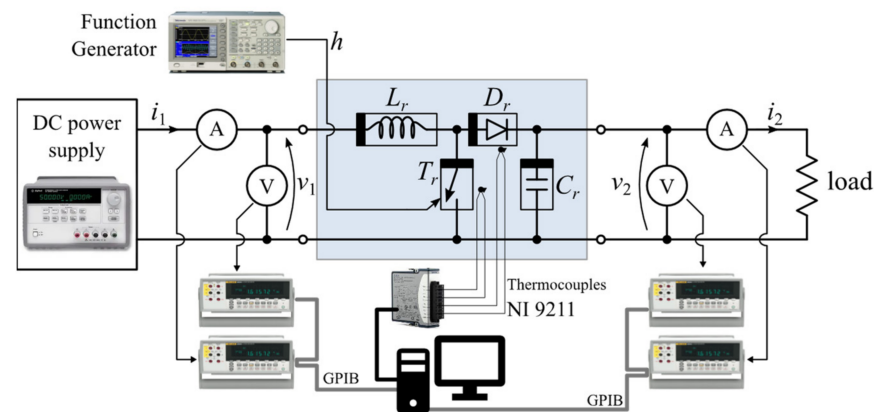 Function
Generator
h
DC power
supply
i₁
A
V
v₁
Lᵣ
Dᵣ
Tᵣ
Cᵣ
v₂
V
A
i₂
load
Thermocouples
NI 9211
GPIB
GPIB